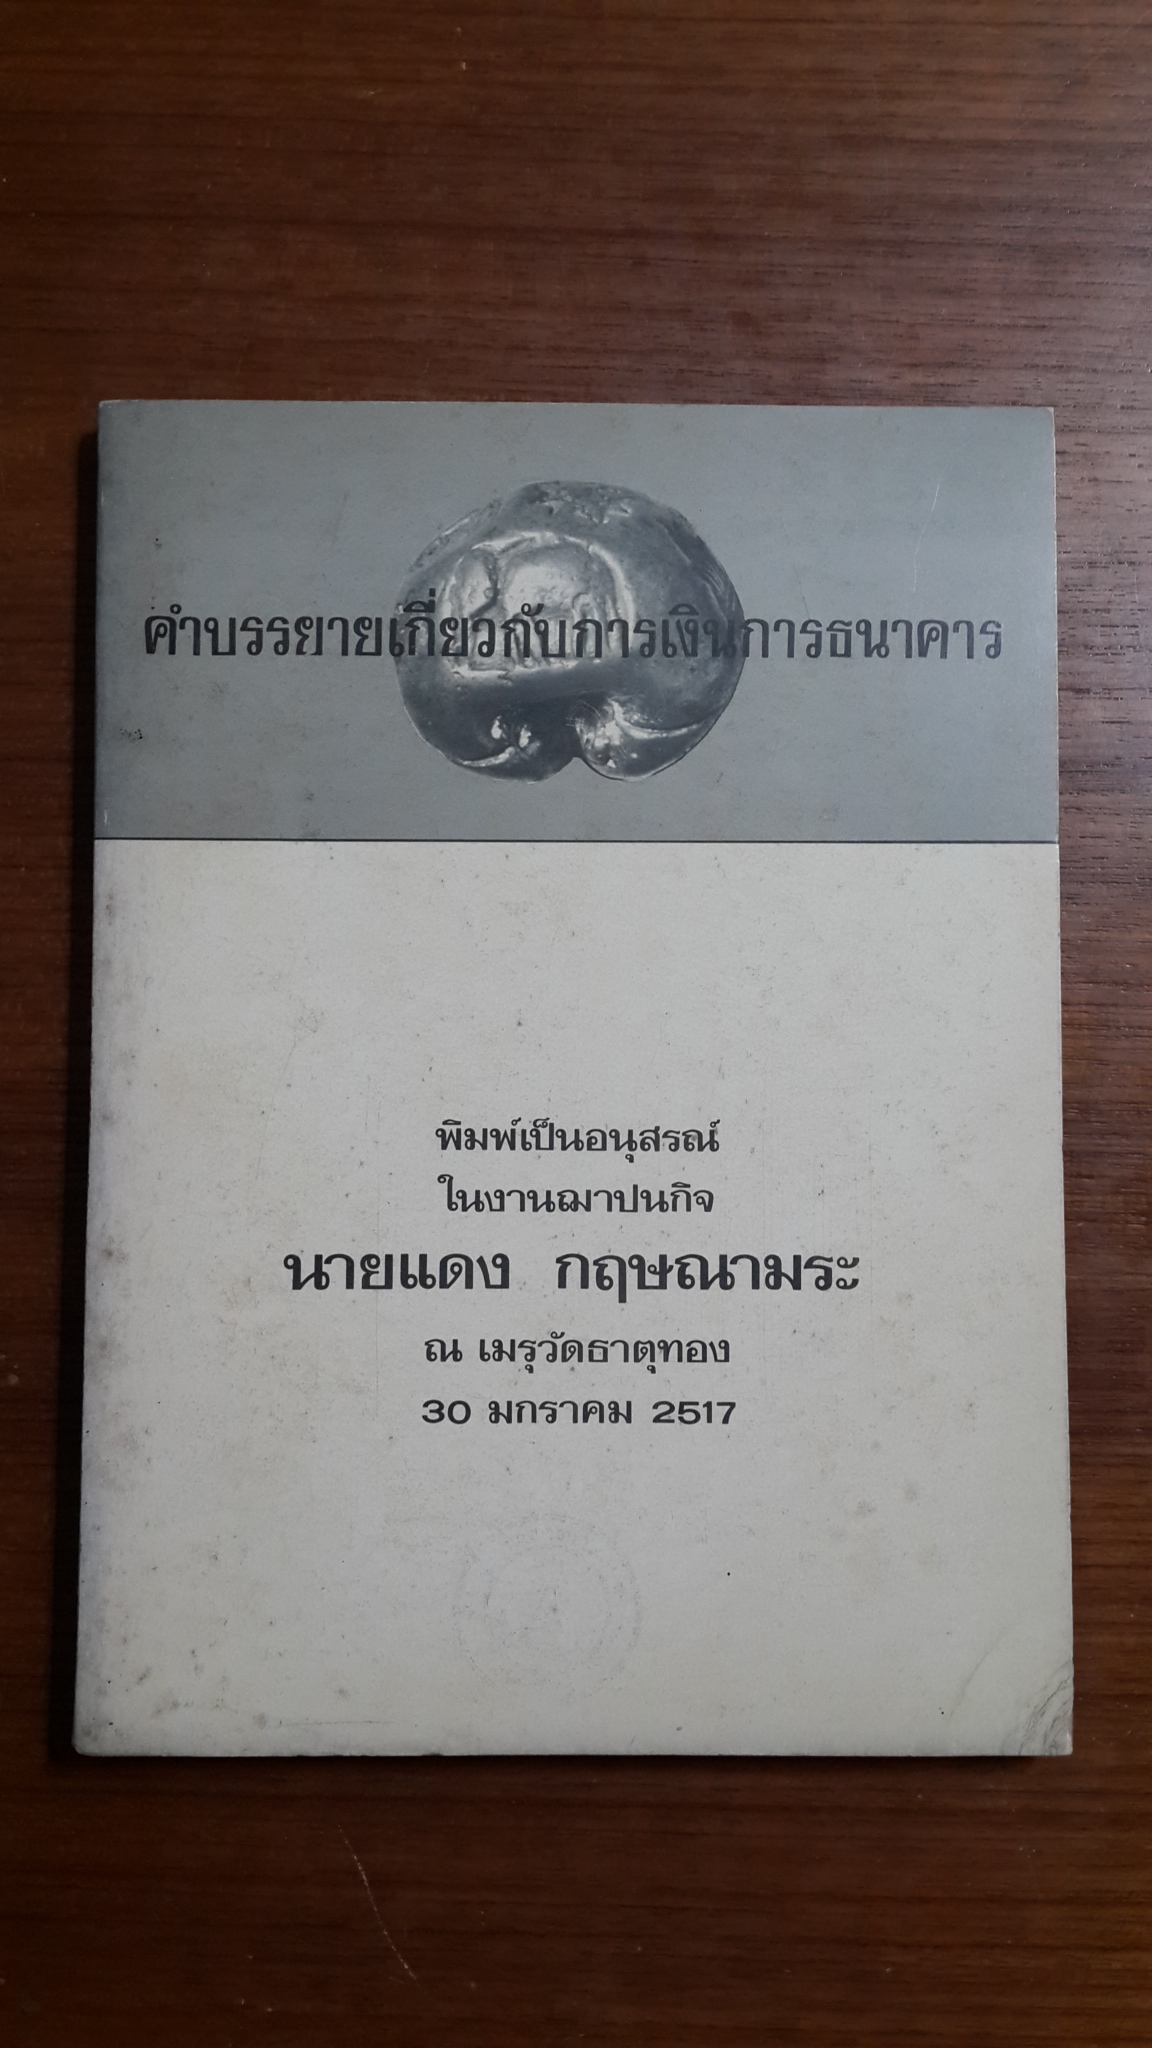 คำบรรยายเกี่ยวกับการเงินการธนาคาร
พิมพ์เป็นอนุสรณ์
ในงานฌาปนกิจ
นายแดง กฤษณามระ
ณ เมรุวัดธาตุทอง
30 มกราคม 2517